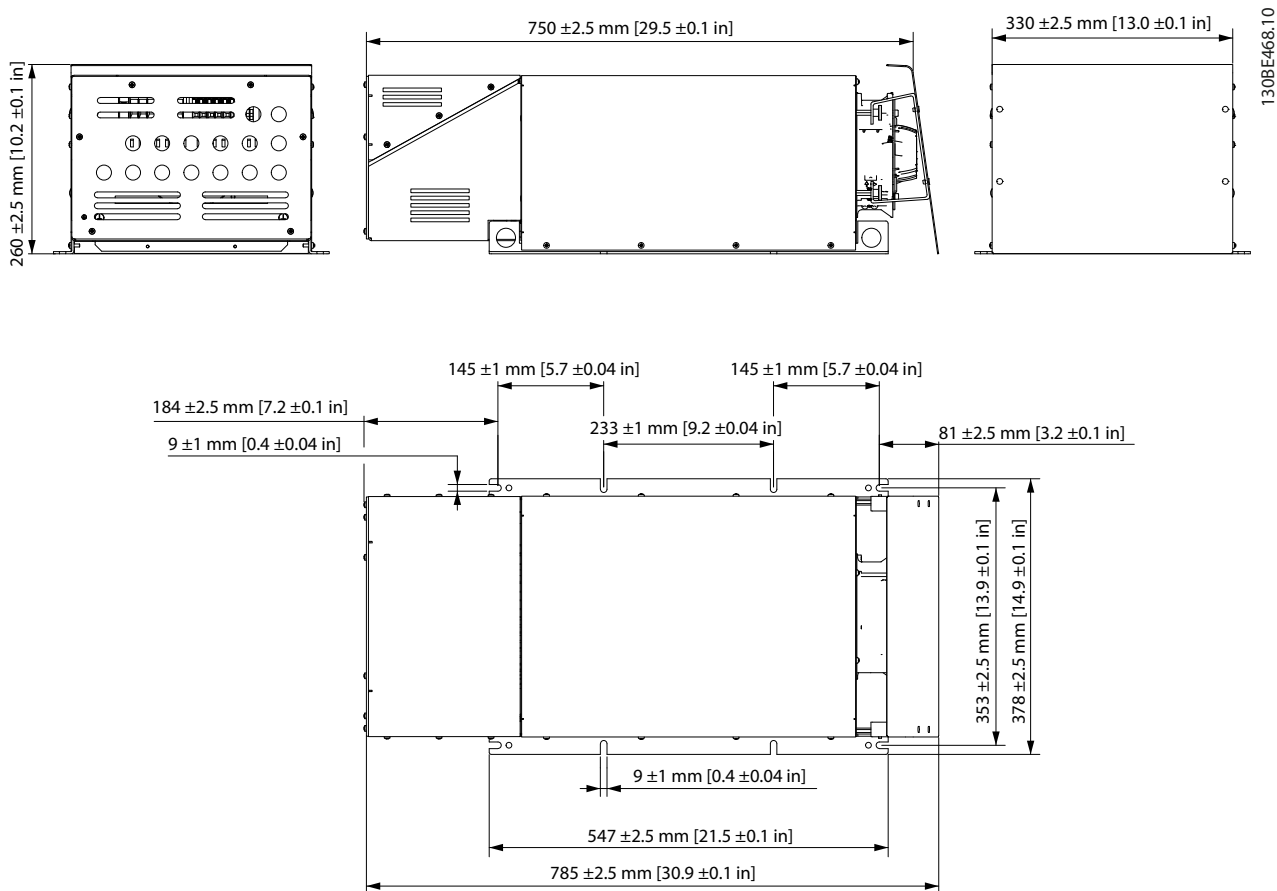 750 ±2.5 mm [29.5 ±0.1 in]
330 ±2.5 mm [13.0 ±0.1 in]
130BE468.10
260 ±2.5 mm [10.2 ±0.1 in]
145 ±1 mm [5.7 ±0.04 in]
145 ±1 mm [5.7 ±0.04 in]
184 ±2.5 mm [7.2 ±0.1 in]
233 ±1 mm [9.2 ±0.04 in]
81 ±2.5 mm [3.2 ±0.1 in]
9 ±1 mm [0.4 ±0.04 in]
353 ±2.5 mm [13.9 ±0.1 in]
378 ±2.5 mm [14.9 ±0.1 in]
9 ±1 mm [0.4 ±0.04 in]
547 ±2.5 mm [21.5 ±0.1 in]
785 ±2.5 mm [30.9 ±0.1 in]